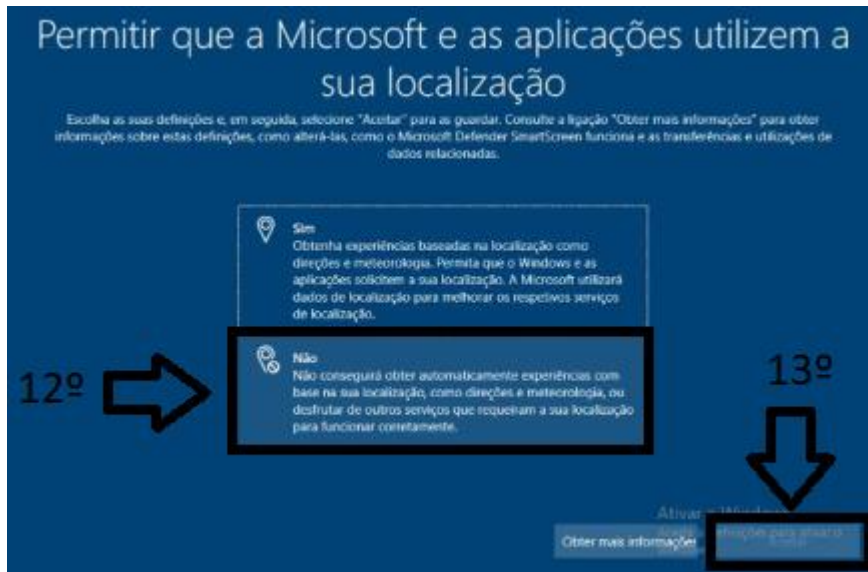 Permitir que a Microsoft e as aplicações utilizem a
sua localização
Escolha as suas definições e, em seguida, selecione "Aceitar" para as guardar. Consulte a ligação "Obter mais informações" para obter
informações sobre estas definições, como alterá-las, como o Microsoft Defender SmartScreen funciona e as transferências e utilizações de
dados relacionadas.
Sim
Obtenha experiências baseadas na localização como
direções e meteorologia. Permita que o Windows e as
aplicações solicitem a sua localização. A Microsoft utilizará
dados de localização para melhorar os respetivos serviços
de localização.
12º
Não
Não conseguirá obter automaticamente experiências com
base na sua localização, como direções e meteorologia, ou
desfrutar de outros serviços que requeiram a sua localização
para funcionar corretamente.
13º
Ativar o Windows
para ativar o
Obter mais informações